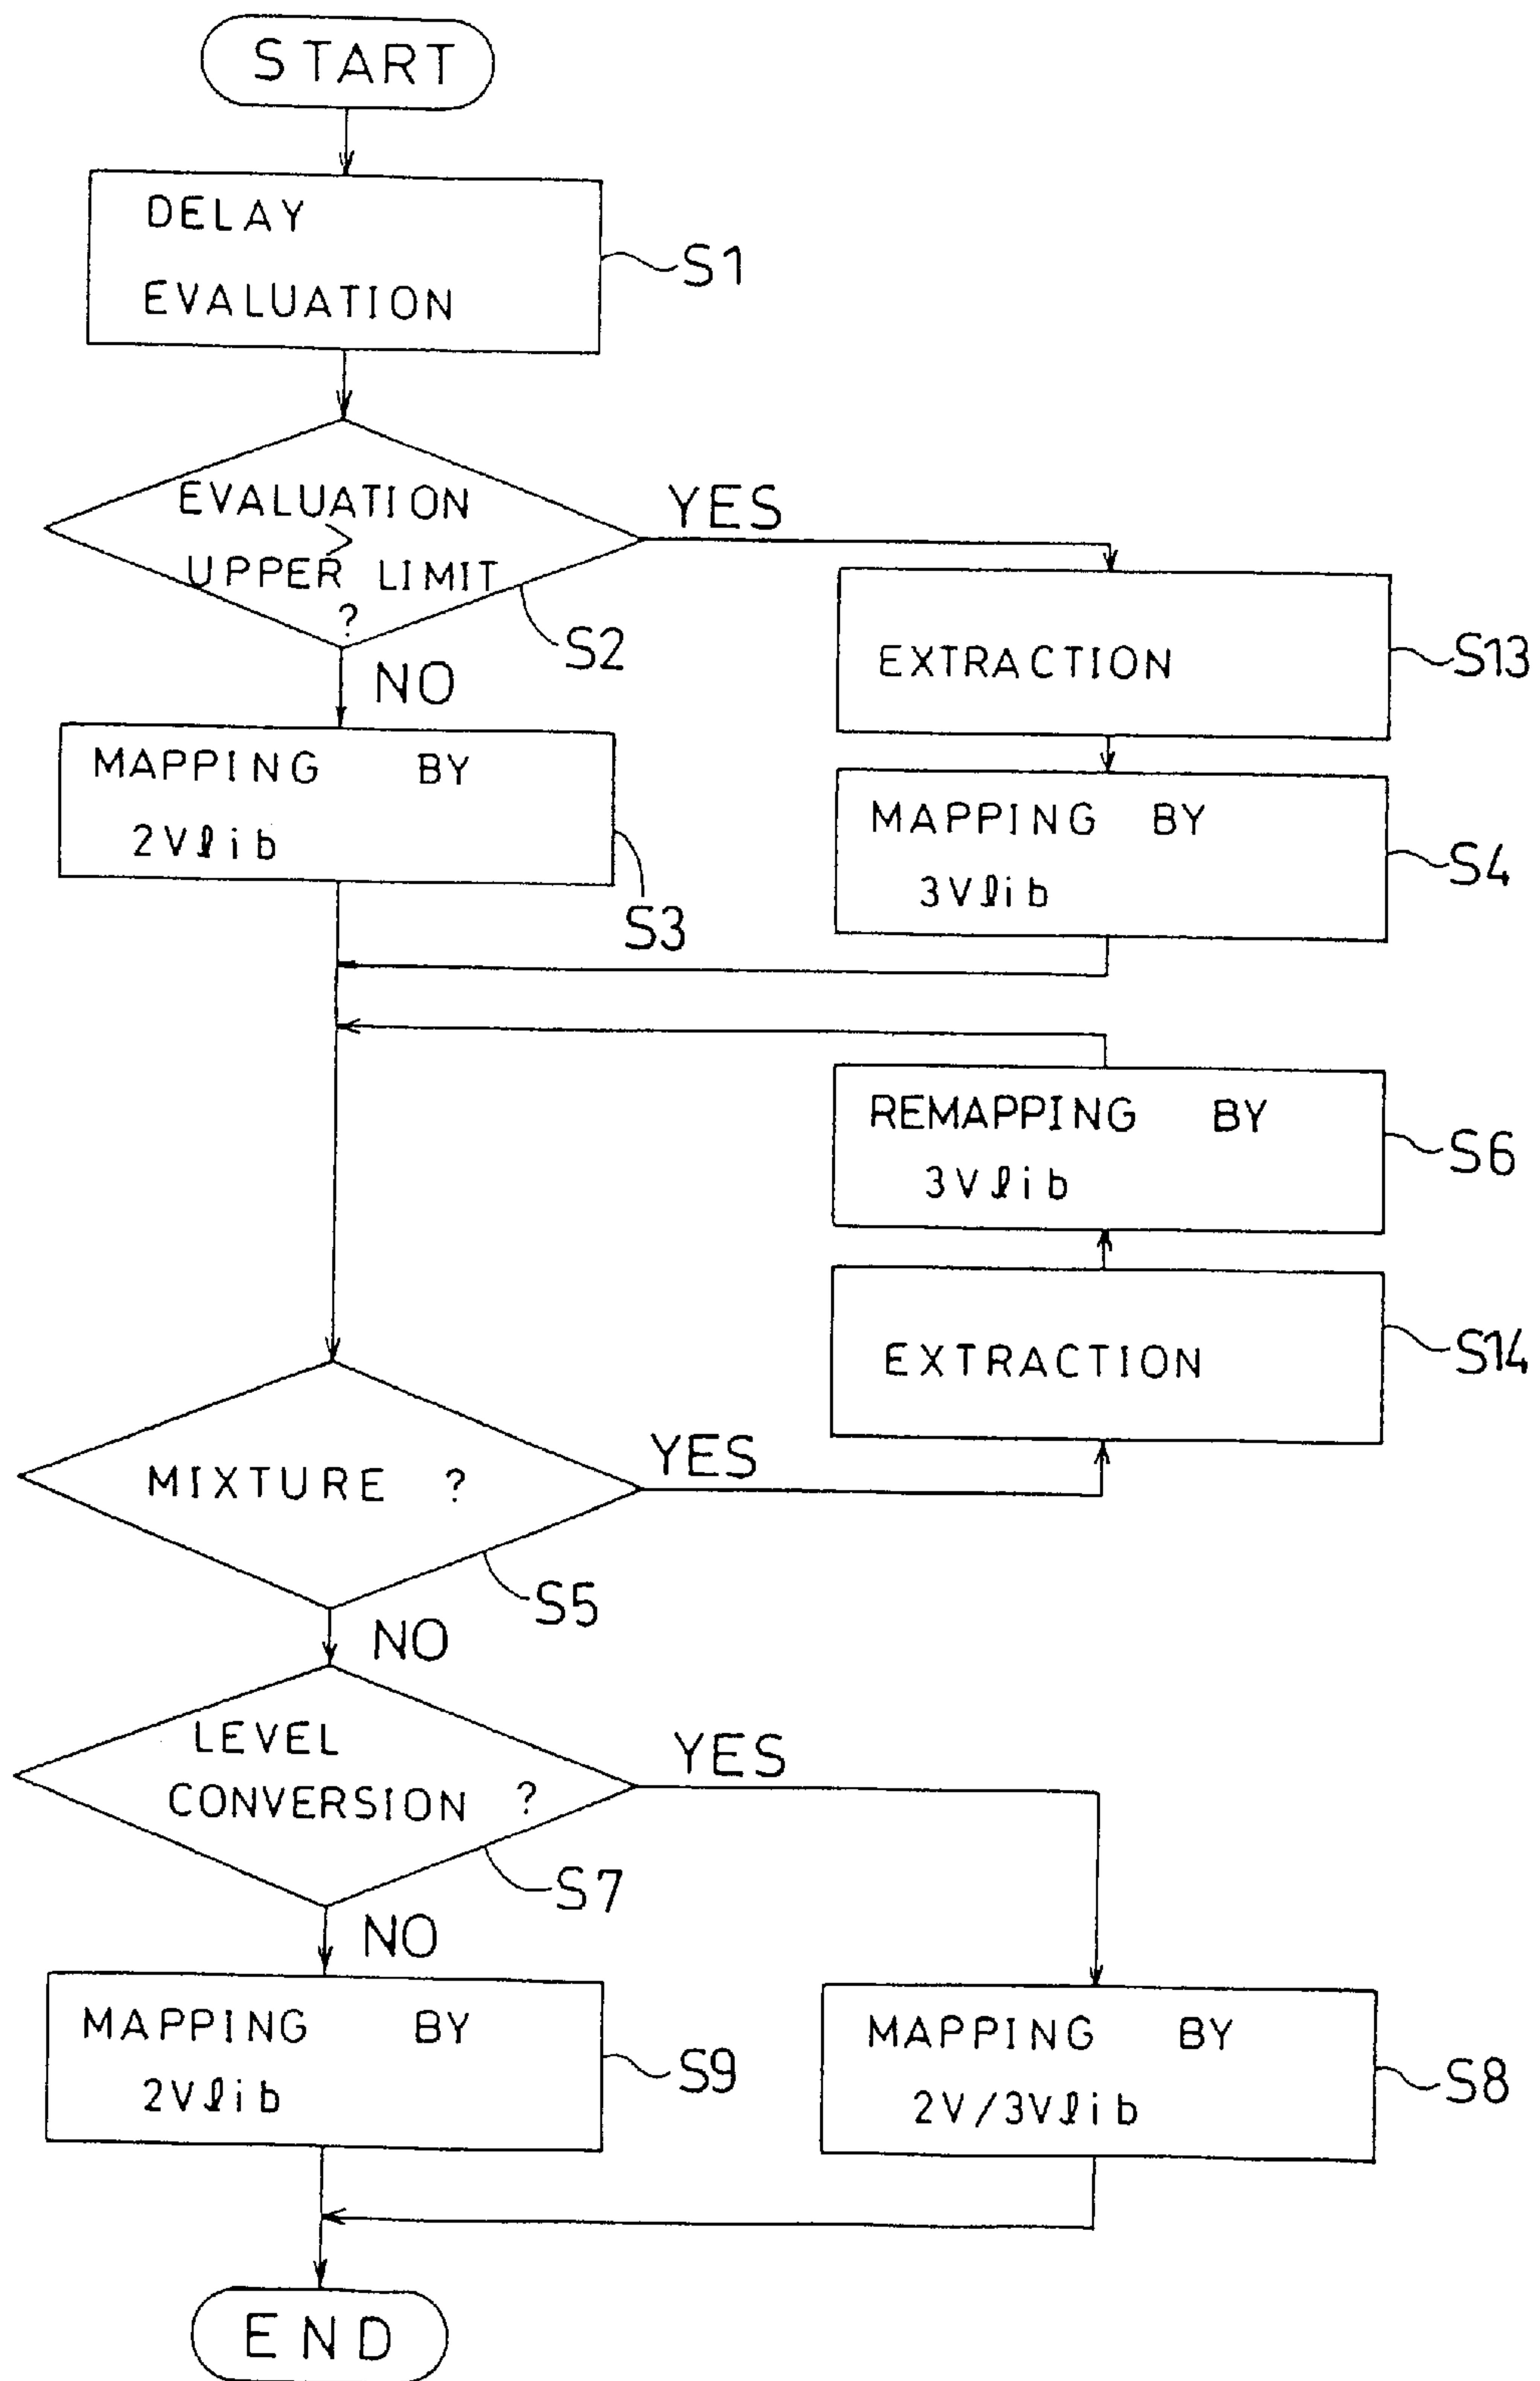 START
DELAY
EVALUATION
S1
EVALUATION
>
UPPER LIMIT
?
S2
YES
NO
EXTRACTION
S13
MAPPING BY
2Vlib
S3
MAPPING BY
3Vlib
S4
REMAPPING BY
3Vlib
S6
EXTRACTION
S14
MIXTURE ?
YES
S5
NO
LEVEL
CONVERSION ?
YES
S7
NO
MAPPING BY
2Vlib
S9
MAPPING BY
2V/3Vlib
S8
END